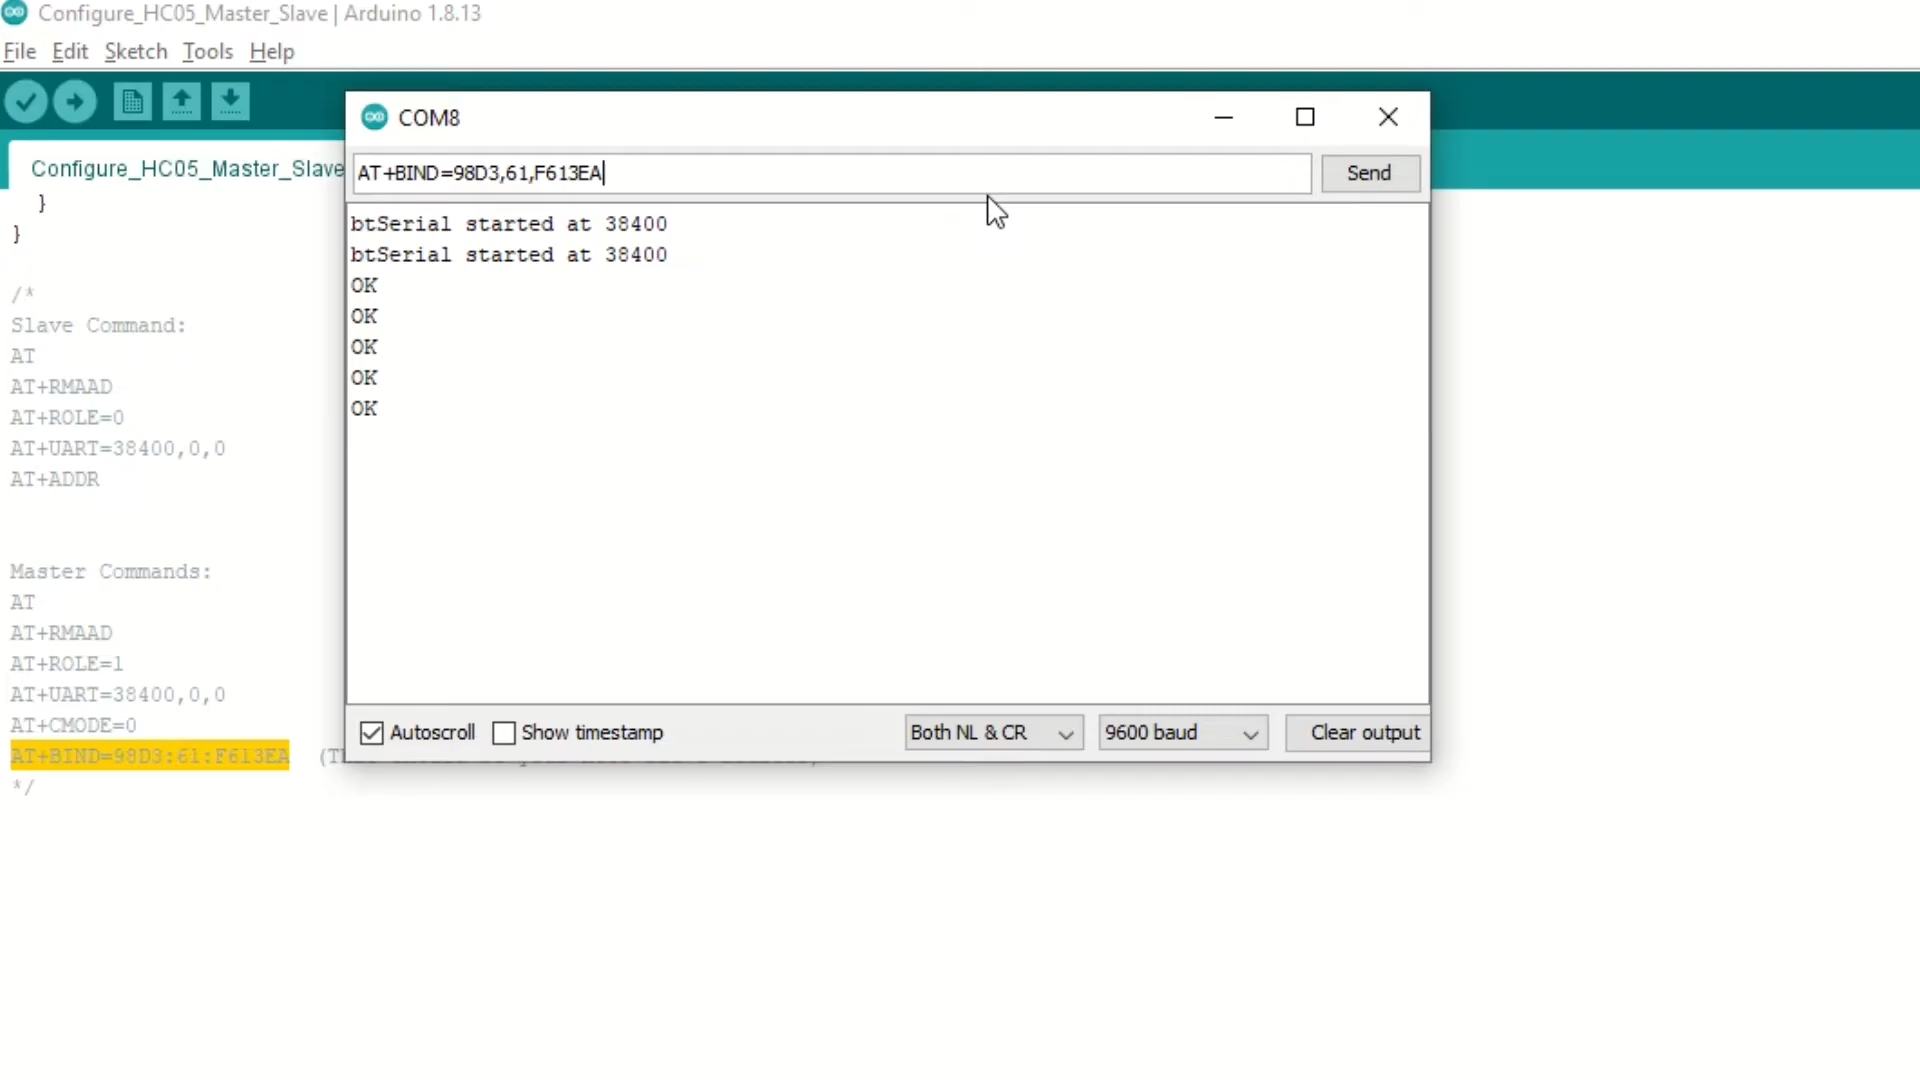 Configure_HC05_Master_Slave | Arduino 1.8.13
File Edit Sketch Tools Help
COM8
Configure_HC05_Master_Slave
AT+BIND=98D3,61,F613EA
Send
btSerial started at 38400
btSerial started at 38400
OK
OK
OK
OK
OK
}
}
/*
Slave Command:
AT
AT+RMAAD
AT+ROLE=0
AT+UART=38400,0,0
AT+ADDR
Master Commands:
AT
AT+RMAAD
AT+ROLE=1
AT+UART=38400,0,0
AT+CMODE=0
AT+BIND=98D3:61:F613EA
*/
Autoscroll Show timestamp Both NL & CR 9600 baud Clear output